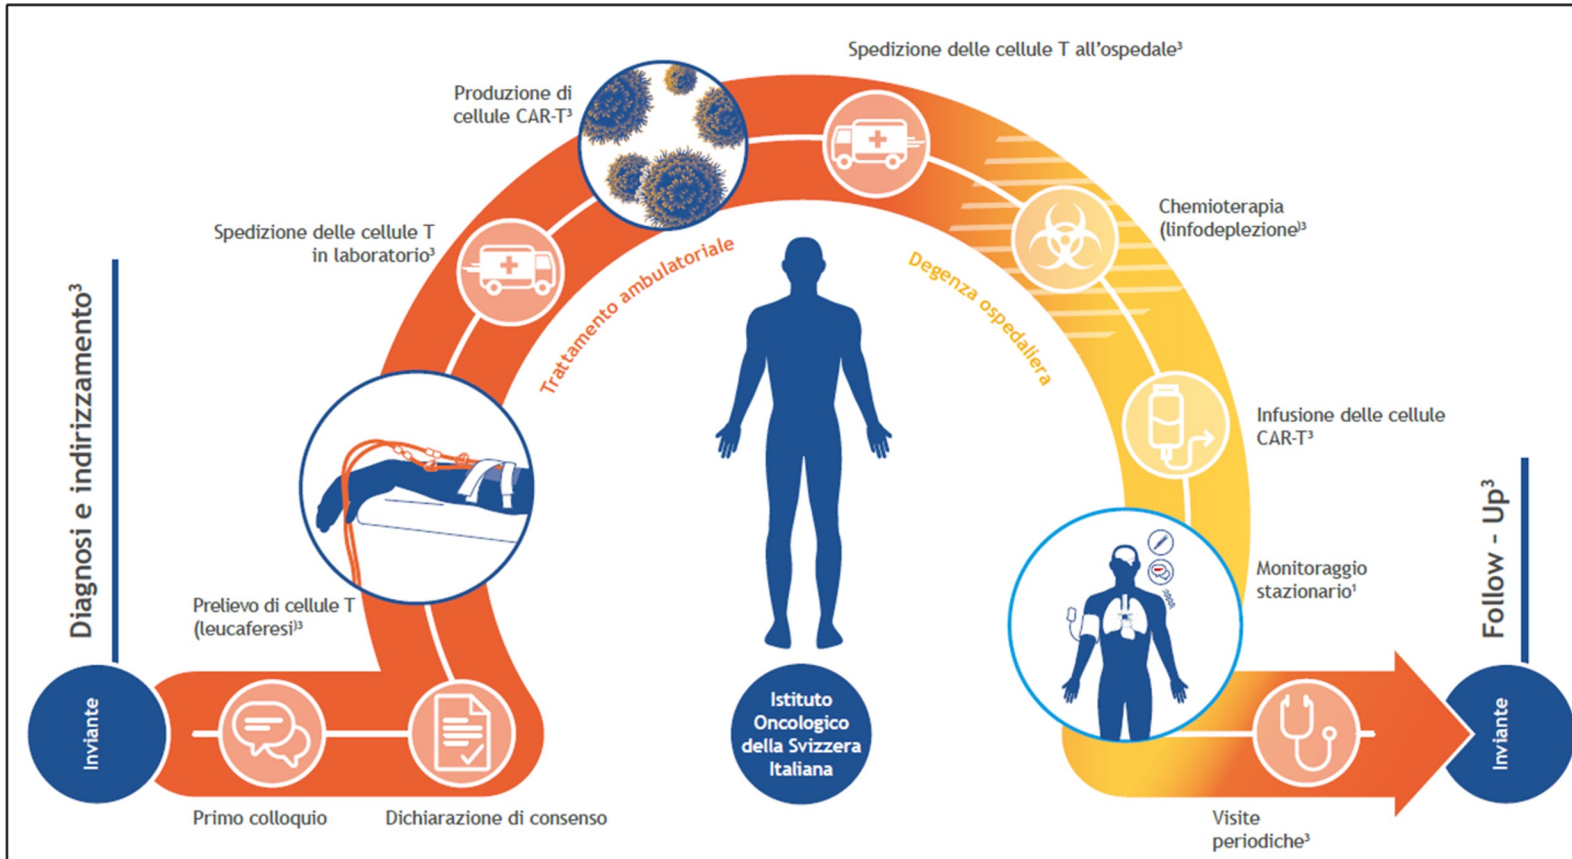 Diagnosi e indirizzamento³
Inviante
Primo colloquio
Dichiarazione di consenso
Prelievo di cellule T
(leucaferesi)³
Spedizione delle cellule T
in laboratorio³
Produzione di
cellule CAR-T³
Spedizione delle cellule T all'ospedale³
Trattamento ambulatoriale
Degenza ospedaliera
Chemioterapia
(linfodeplezione)³
Infusione delle cellule
CAR-T³
Monitoraggio
stazionario¹
Visite
periodiche³
Istituto
Oncologico
della Svizzera
Italiana
Follow - Up³
Inviante